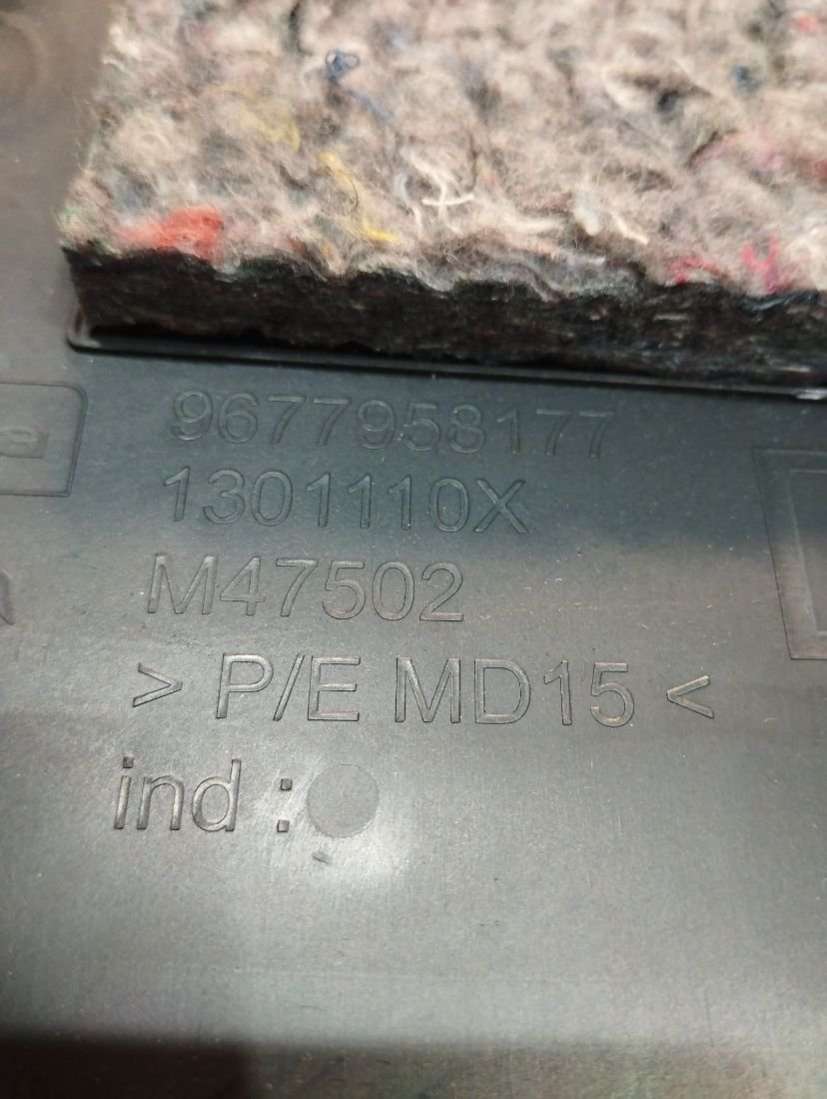 9677958177
1301110X
M47502
> P/E MD15 <
ind :